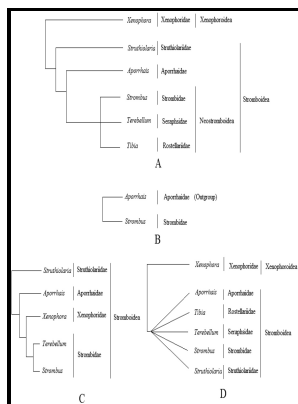 Xenophora Xenophoridae Xenophoroidea
Struthiolaria Struthiolariidae
Aporrhais Aporrhaidae
Stromboidea
Strombus Strombidae
Terebellum Seraphsidae Neostromboidea
Tibia Rostellariidae
A
Aporrhais Aporrhaidae (Outgroup)
Strombus Strombidae
B
Struthiolaria Struthiolariidae
Aporrhais Aporrhaidae
Xenophora Xenophoridae Stromboidea
Terebellum
Strombidae
Strombus
C
Xenophora Xenophoridae Xenophoroidea
Aporrhais Aporrhaidae
Tibia Rostellariidae
Terebellum Seraphsidae Stromboidea
Strombus Strombidae
Struthiolaria Struthiolariidae
D